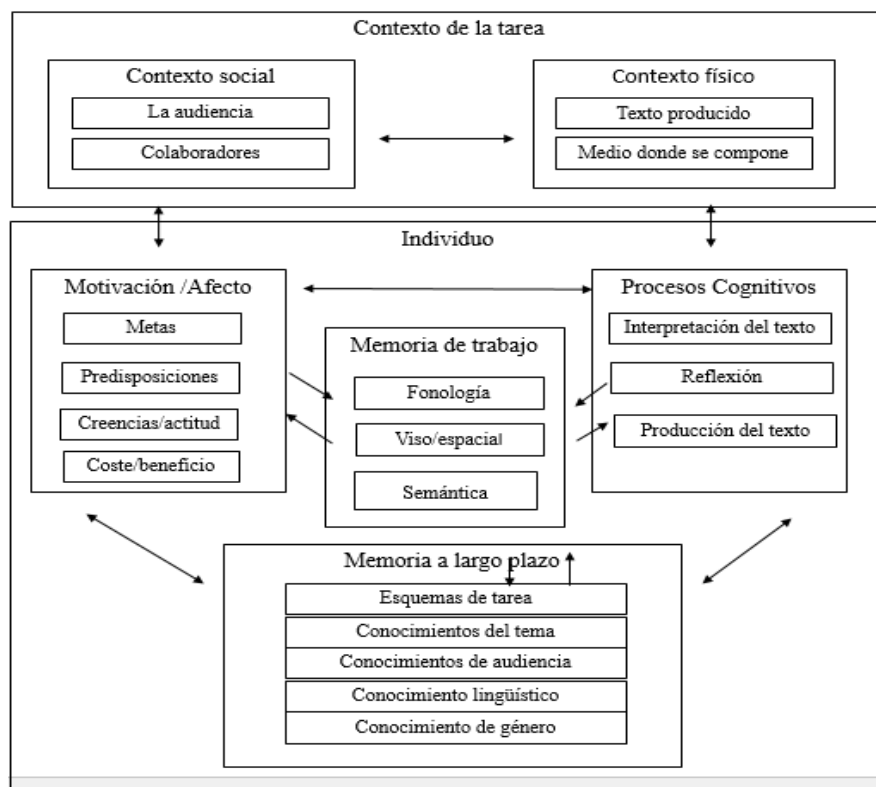 Contexto de la tarea
Contexto social
La audiencia
Colaboradores
Contexto físico
Texto producido
Medio donde se compone
Individuo
Motivación /Afecto
Metas
Predisposiciones
Creencias/actitud
Coste/beneficio
Memoria de trabajo
Fonología
Viso/espacial
Semántica
Procesos Cognitivos
Interpretación del texto
Reflexión
Producción del texto
Memoria a largo plazo
Esquemas de tarea
Conocimientos del tema
Conocimientos de audiencia
Conocimiento lingüístico
Conocimiento de género